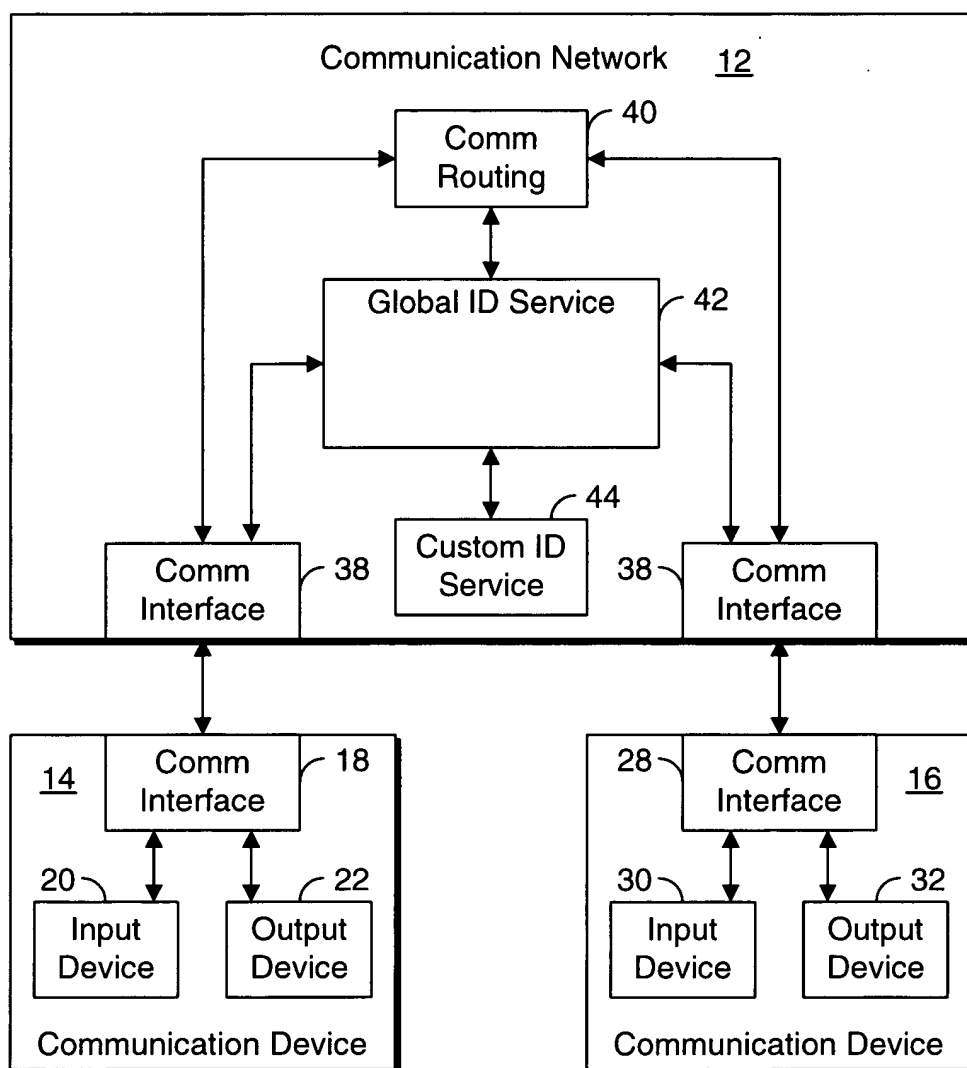 Communication Network 12
40
Comm
Routing
Global ID Service
42
44
Custom ID
Service
Comm
Interface
38
38
Comm
Interface
14
Comm
Interface
18
28
Comm
Interface
16
20
22
30
32
Input
Device
Output
Device
Input
Device
Output
Device
Communication Device
Communication Device